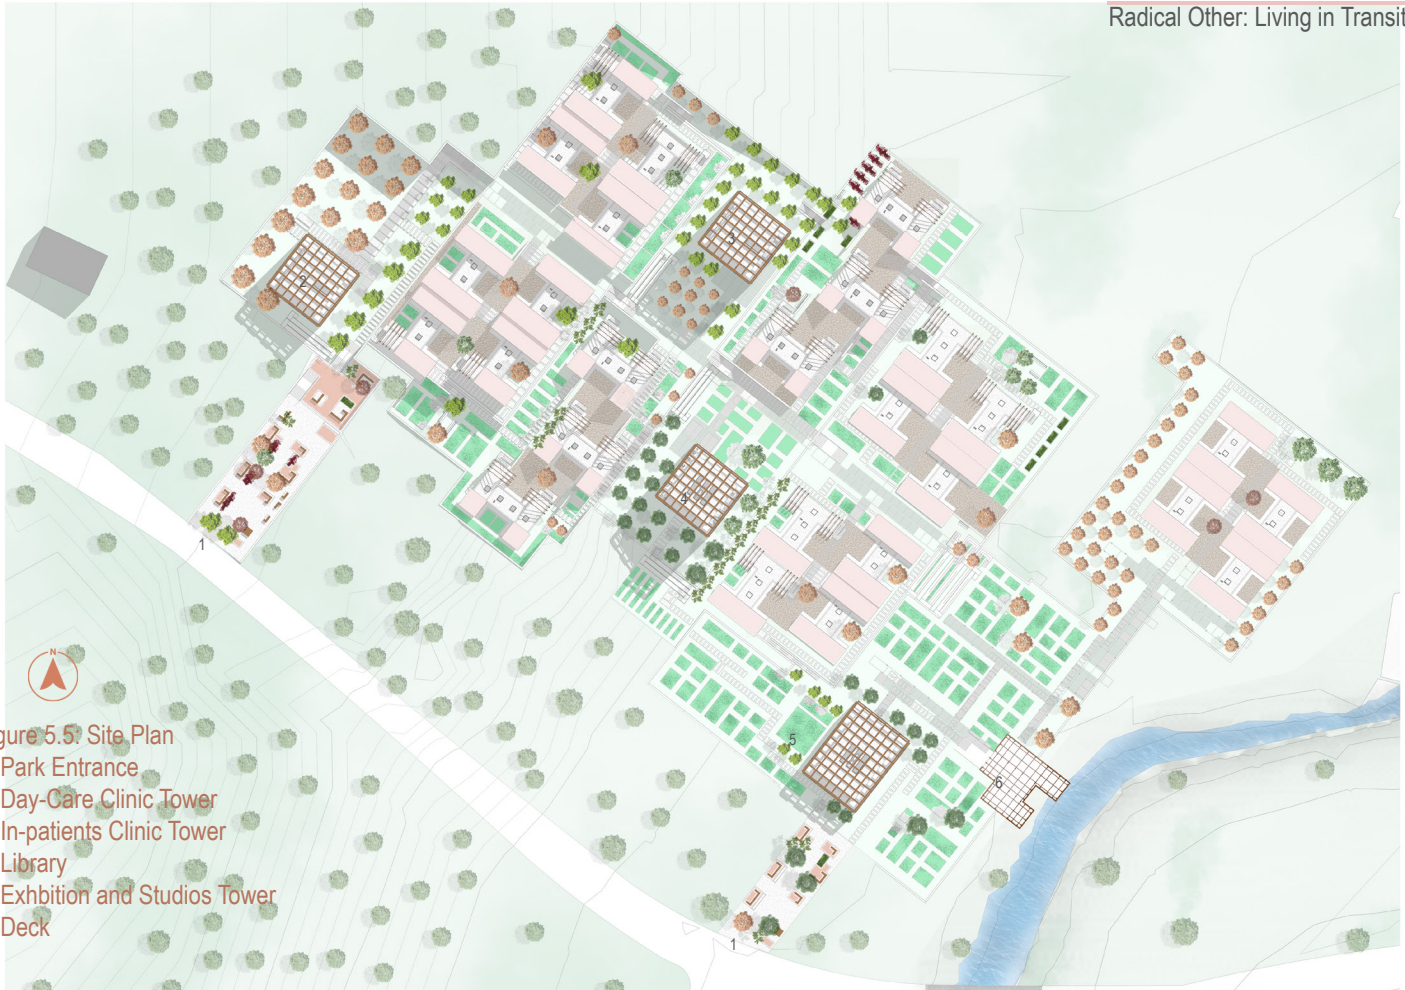 Radical Other: Living in Transit
2
3
4
1
N
gure 5.5: Site Plan
Park Entrance
Day-Care Clinic Tower
In-patients Clinic Tower
Library
Exhbition and Studios Tower
Deck
5
6
1